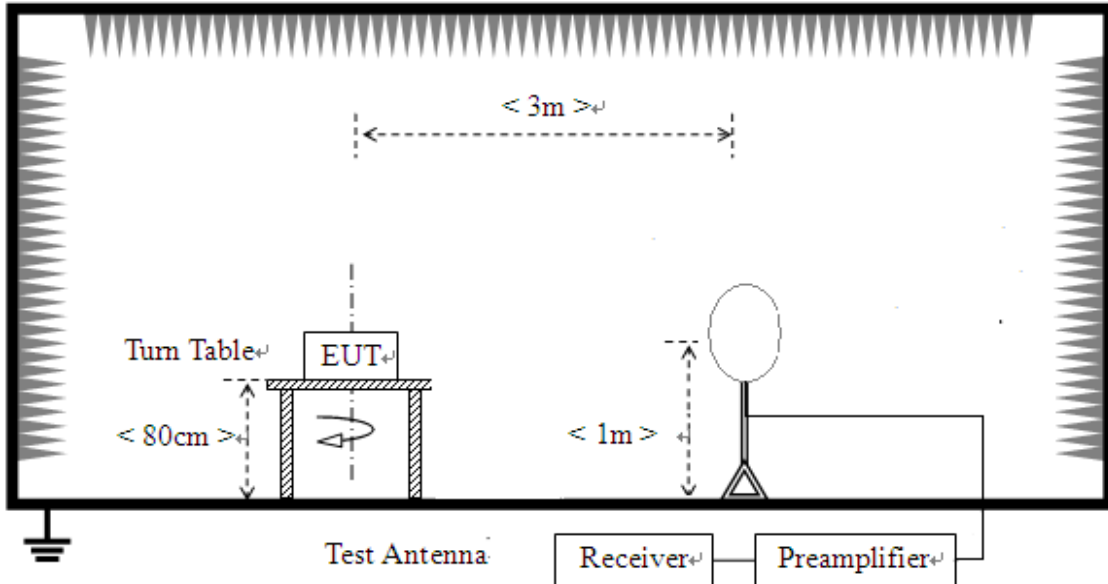 < 3m >↵
Turn Table↵
EUT↵
< 80cm >↵
< 1m >↵
Test Antenna
Receiver↵
Preamplifier↵